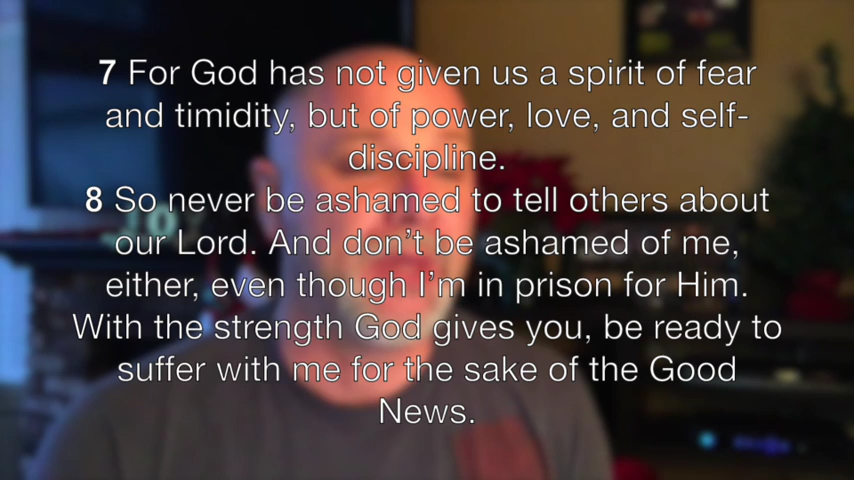 7 For God has not given us a spirit of fear
and timidity, but of power, love, and self-
discipline.
8 So never be ashamed to tell others about
our Lord. And don’t be ashamed of me,
either, even though I’m in prison for Him.
With the strength God gives you, be ready to
suffer with me for the sake of the Good
News.